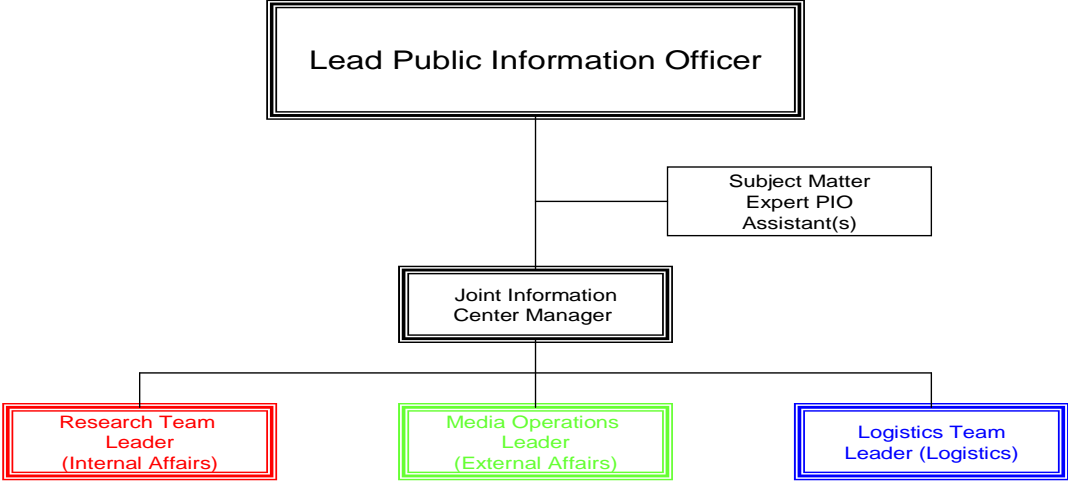 Lead Public Information Officer
Subject Matter
Expert PIO
Assistant(s)
Joint Information
Center Manager
Research Team
Leader
(Internal Affairs)
Media Operations
Leader
(External Affairs)
Logistics Team
Leader (Logistics)